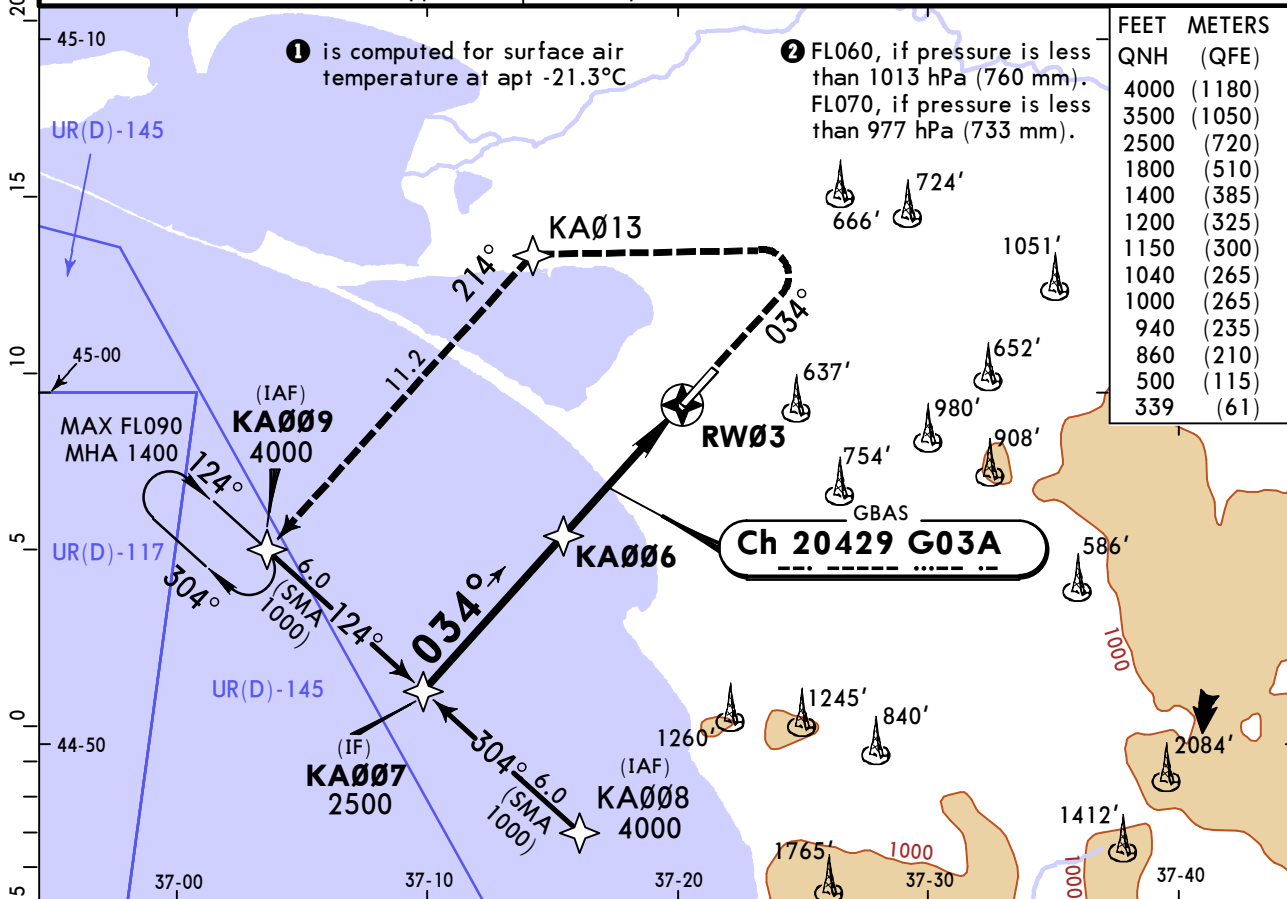 20
45-10
❶ is computed for surface air
temperature at apt -21.3°C
❷ FL060, if pressure is less
than 1013 hPa (760 mm).
FL070, if pressure is less
than 977 hPa (733 mm).
FEET METERS
QNH (QFE)
4000 (1180)
3500 (1050)
2500 (720)
1800 (510)
1400 (385)
1200 (325)
1150 (300)
1040 (265)
1000 (265)
940 (235)
860 (210)
500 (115)
339 (61)
UR(D)-145
15
724'
666'
KAØ13
214°
1051'
034°
11.2
10
45-00
652'
637'
(IAF)
KAØØ9
4000
MAX FL090
MHA 1400
RWØ3
980'
908'
124°
754'
GBAS
Ch 20429 G03A
5
UR(D)-117
KAØØ6
586'
304°
6.0
(SMA
1000)
124°
034°
1000
UR(D)-145
0
1245'
1260'
840'
44-50
2084'
(IF)
KAØØ7
2500
304°
6.0
(SMA
1000)
(IAF)
KAØØ8
4000
1412'
1765'
1000
1000
5
37-00
37-10
37-20
37-30
37-40